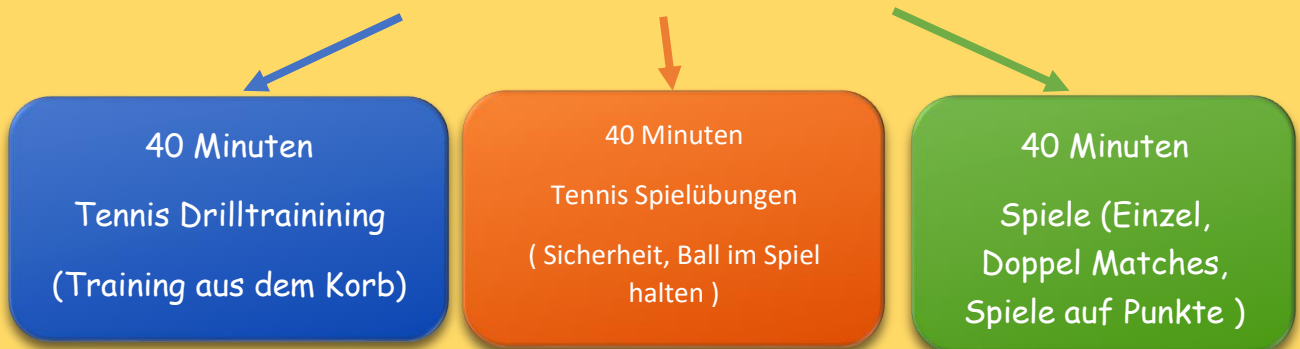 40 Minuten
Tennis Drilltrainining
(Training aus dem Korb)
40 Minuten
Tennis Spielübungen
( Sicherheit, Ball im Spiel
halten )
40 Minuten
Spiele (Einzel,
Doppel Matches,
Spiele auf Punkte )